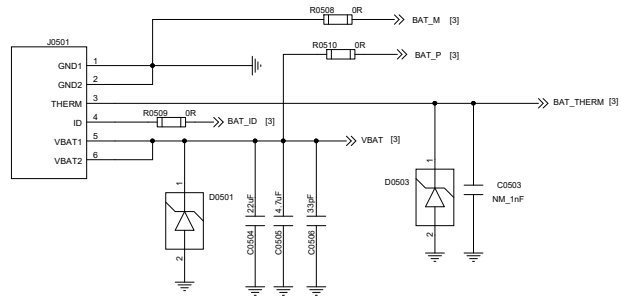 R0508 0R
BAT_M [3]
J0501
R0510 0R
BAT_P [3]
GND1 1
GND2 2
THERM 3
BAT_THERM [3]
R0509 0R
ID 4
BAT_ID [3]
VBAT1 5
VBAT [3]
VBAT2 6
1
D0501
2
22uF
C0504
4.7uF
C0505
33pF
C0506
1
D0503
2
C0503
NM_1nF